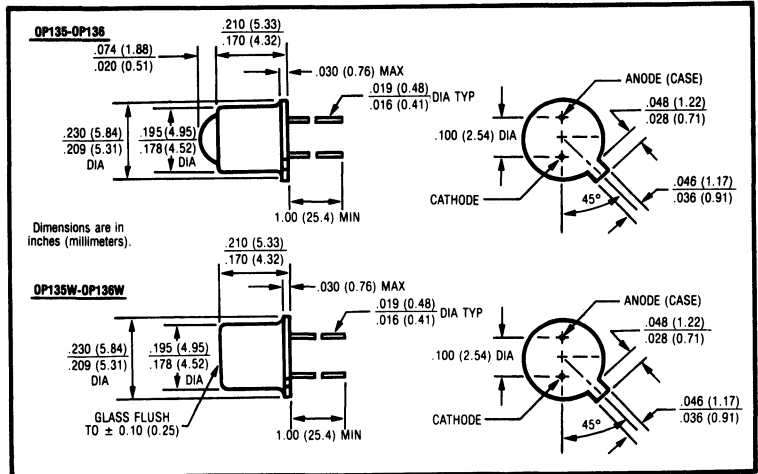 OP135-OP136
.210 (5.33)
.170 (4.32)
.074 (1.88)
.020 (0.51)
.030 (0.76) MAX
.019 (0.48)
.016 (0.41)
DIA TYP
.230 (5.84)
.209 (5.31)
DIA
.195 (4.95)
.178 (4.52)
DIA
1.00 (25.4) MIN
ANODE (CASE)
.048 (1.22)
.028 (0.71)
.100 (2.54) DIA
CATHODE
45°
.046 (1.17)
.036 (0.91)
Dimensions are in
inches (millimeters).
OP135W-OP136W
.210 (5.33)
.170 (4.32)
.030 (0.76) MAX
.019 (0.48)
.016 (0.41)
DIA TYP
.230 (5.84)
.209 (5.31)
DIA
.195 (4.95)
.178 (4.52)
DIA
GLASS FLUSH
TO ± 0.10 (0.25)
1.00 (25.4) MIN
ANODE (CASE)
.048 (1.22)
.028 (0.71)
.100 (2.54) DIA
CATHODE
45°
.046 (1.17)
.036 (0.91)